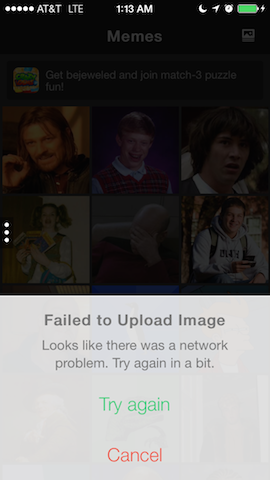 AT&T LTE 1:13 AM
Memes
Get bejeweled and join match-3 puzzle
fun!
Failed to Upload Image
Looks like there was a network
problem. Try again in a bit.
Try again
Cancel